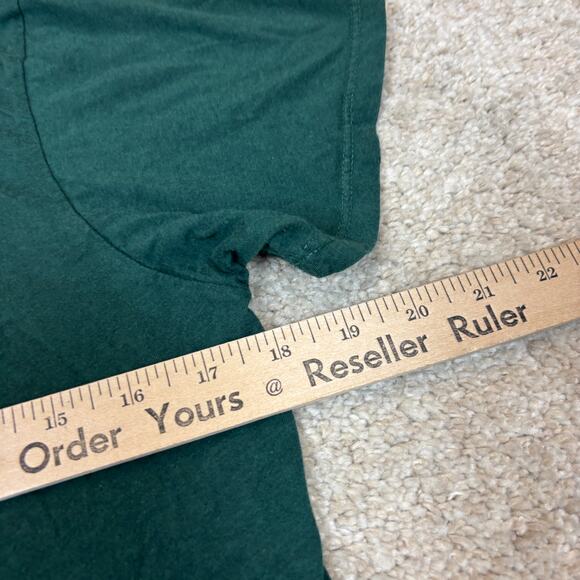 15 16 17 18 19 20 21 22
Order Yours @ Reseller Ruler